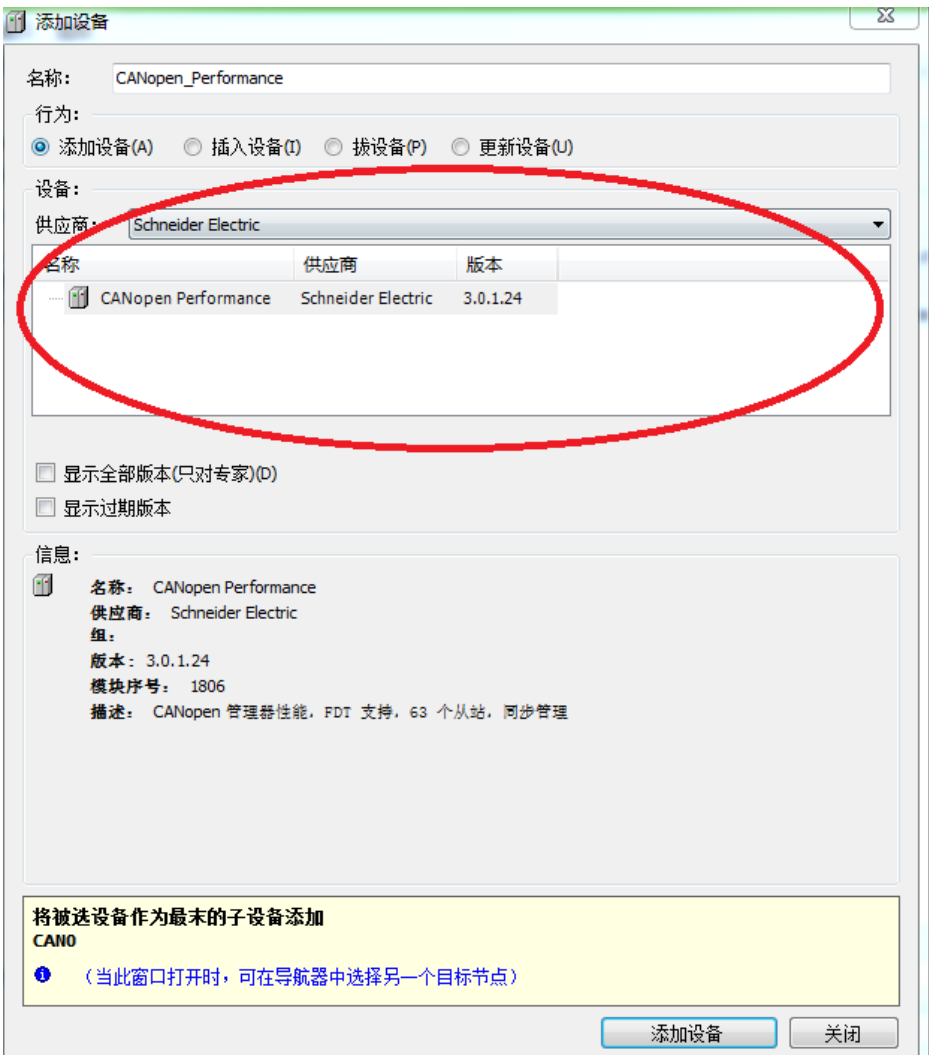 添加设备
名称： CANopen_Performance
行为：
添加设备(A) 插入设备(I) 拔设备(P) 更新设备(U)
设备：
供应商： Schneider Electric
名称 供应商 版本
CANopen Performance Schneider Electric 3.0.1.24
显示全部版本(只对专家)(D)
显示过期版本
信息：
名称： CANopen Performance
供应商： Schneider Electric
组：
版本： 3.0.1.24
模块序号： 1806
描述： CANopen 管理器性能，FDT 支持，63 个从站，同步管理
将被选设备作为最末的子设备添加
CAN0
（当此窗口打开时，可在导航器中选择另一个目标节点）
添加设备 关闭